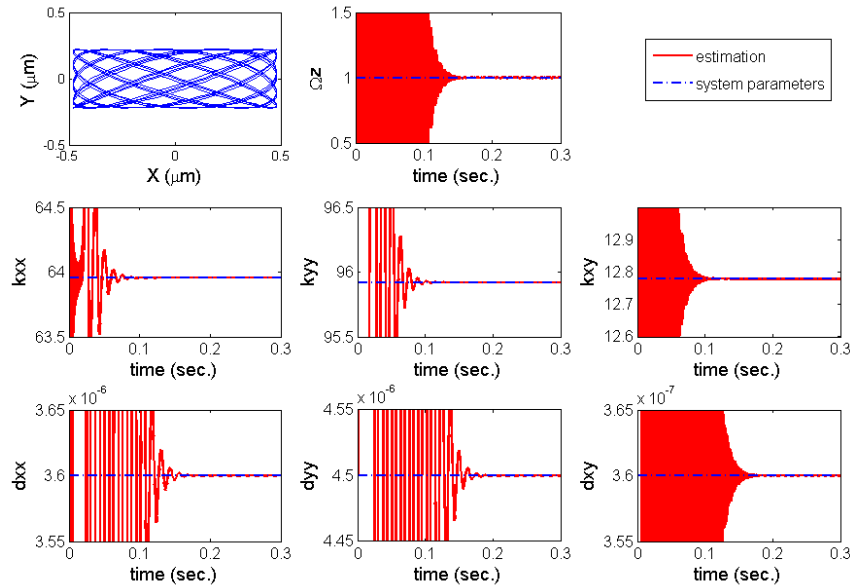 0.5
0
-0.5
Y (μm)
-0.5 0 0.5
X (μm)
1.5
1
0.5
Ωz
0 0.1 0.2 0.3
time (sec.)
estimation
system parameters
64.5
64
63.5
kxx
0 0.1 0.2 0.3
time (sec.)
96.5
96
95.5
kyy
0 0.1 0.2 0.3
time (sec.)
12.9
12.8
12.7
12.6
kxy
0 0.1 0.2 0.3
time (sec.)
x 10⁻⁶
3.65
3.6
3.55
dxx
0 0.1 0.2 0.3
time (sec.)
x 10⁻⁶
4.55
4.5
4.45
dyy
0 0.1 0.2 0.3
time (sec.)
x 10⁻⁷
3.65
3.6
3.55
dxy
0 0.1 0.2 0.3
time (sec.)